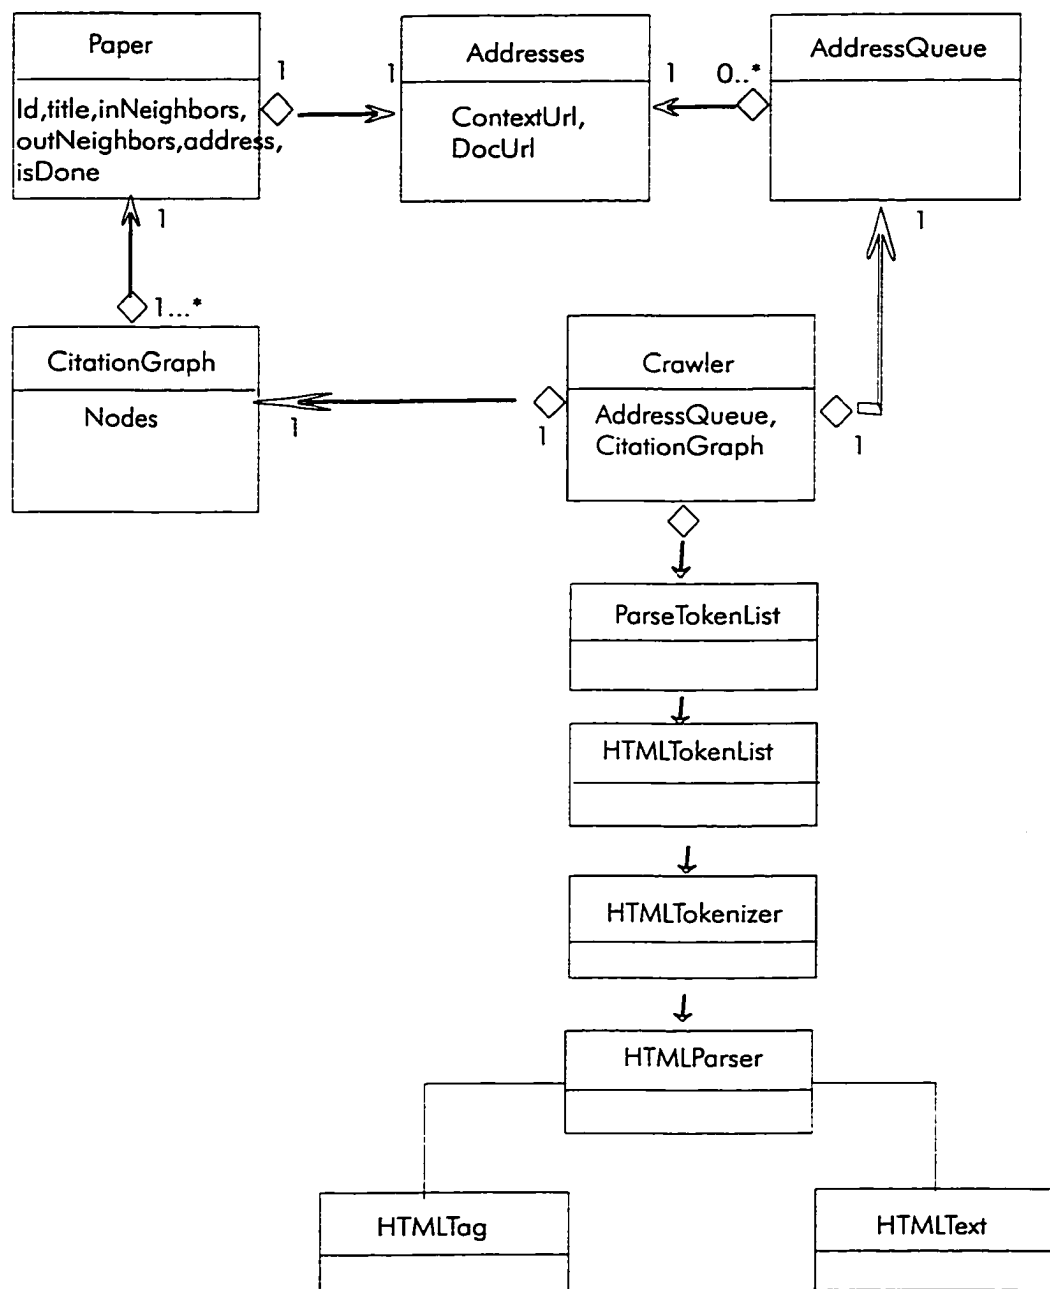 Paper
Id,title,inNeighbors,
outNeighbors,address,
isDone
1
1
Addresses
ContextUrl,
DocUrl
1
0..*
AddressQueue
1
1...*
1
CitationGraph
Nodes
1
1
Crawler
AddressQueue,
CitationGraph
1
ParseTokenList
HTMLTokenList
HTMLTokenizer
HTMLParser
HTMLTag
HTMLText